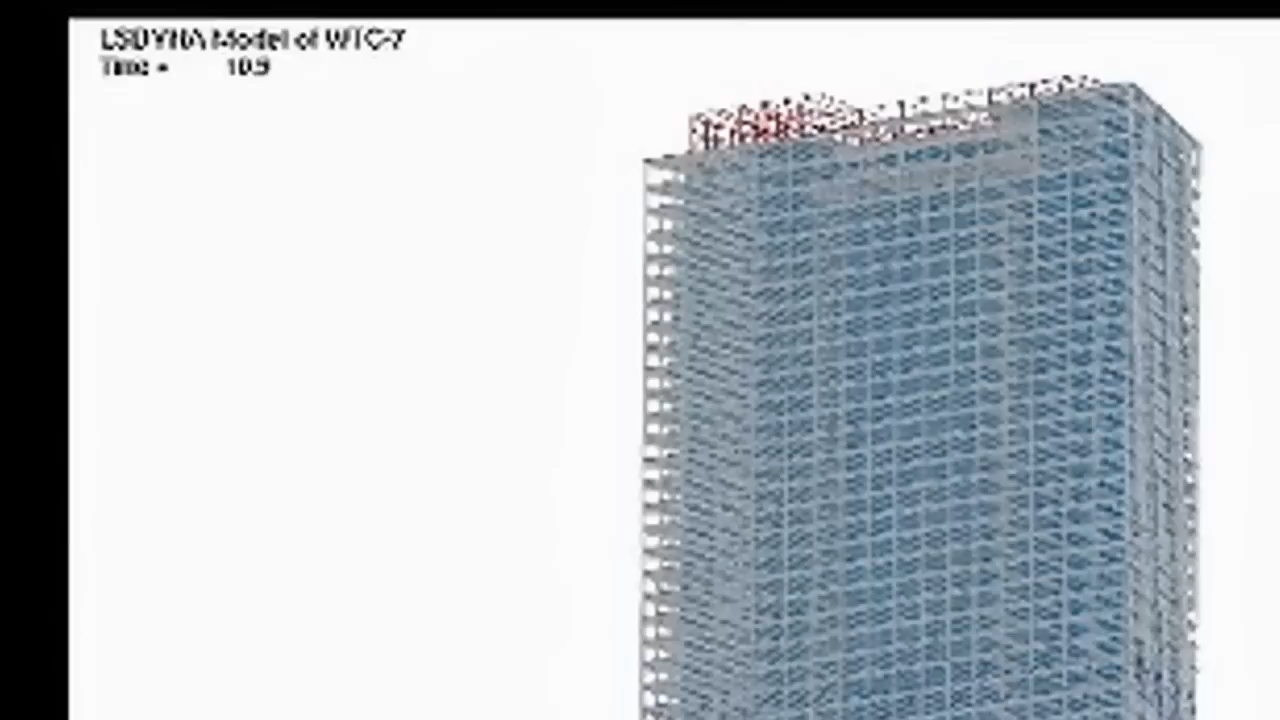 LSDYNA Model of WTC-7
Time = 10.9